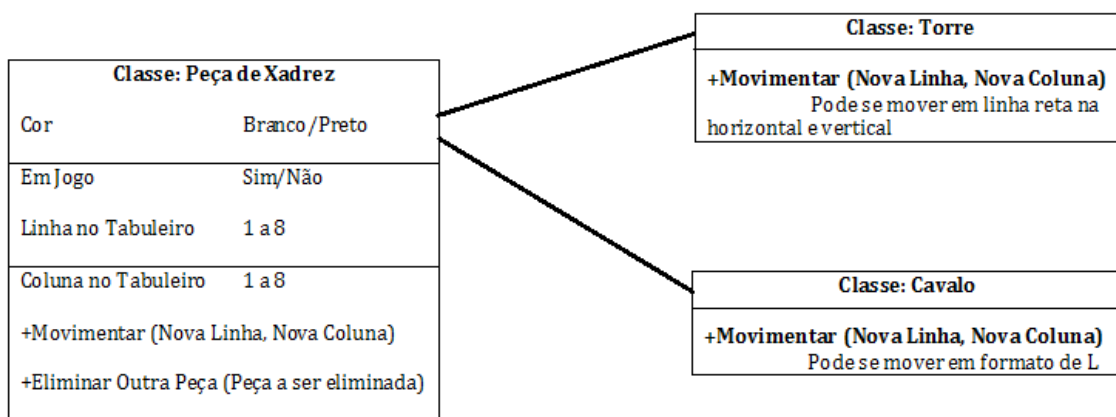 Classe: Peça de Xadrez
Cor Branco/Preto
Em Jogo Sim/Não
Linha no Tabuleiro 1 a 8
Coluna no Tabuleiro 1 a 8
+Movimentar (Nova Linha, Nova Coluna)
+Eliminar Outra Peça (Peça a ser eliminada)
Classe: Torre
+Movimentar (Nova Linha, Nova Coluna)
Pode se mover em linha reta na
horizontal e vertical
Classe: Cavalo
+Movimentar (Nova Linha, Nova Coluna)
Pode se mover em formato de L